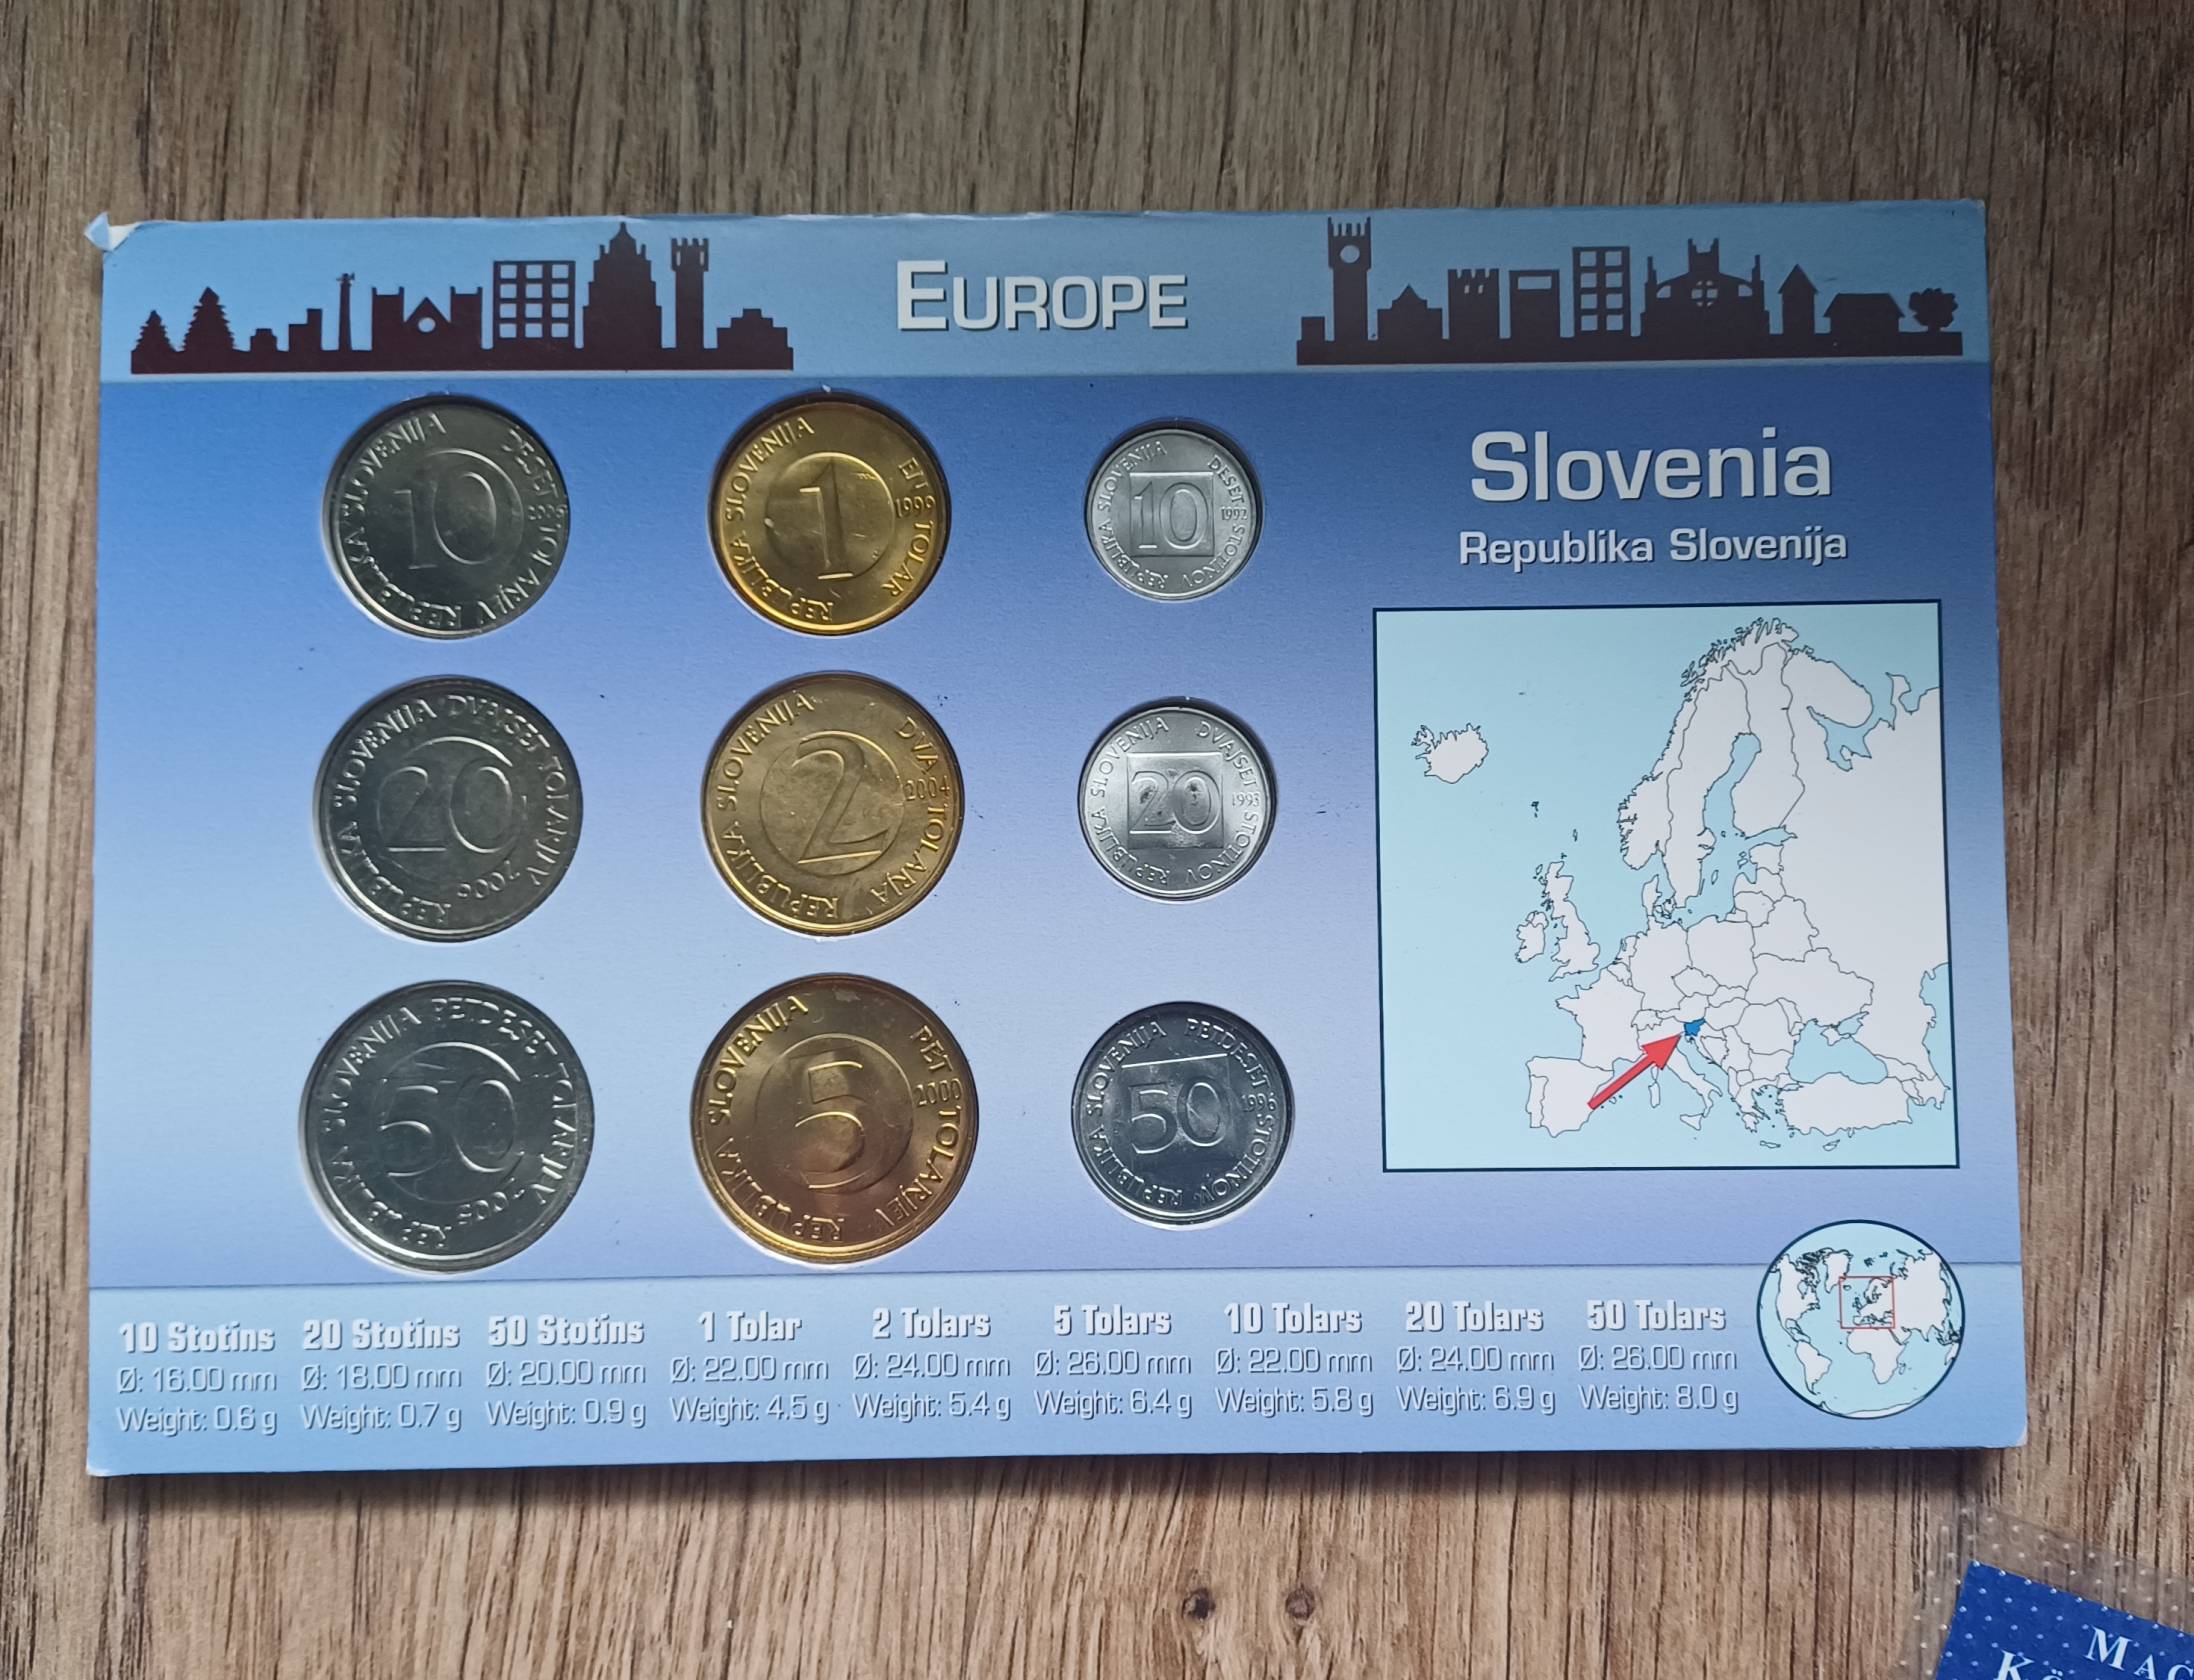 EUROPE
Slovenia
Republika Slovenija
REPUBLIKA SLOVENIJA DESET TOLARJEV
10
REPUBLIKA SLOVENIJA EN TOLAR
1
1999
REPUBLIKA SLOVENIJA DESET STOTINOV
10
1992
REPUBLIKA SLOVENIJA DVAJSET TOLARJEV
20
2006
REPUBLIKA SLOVENIJA DVA TOLARJA
2
2004
REPUBLIKA SLOVENIJA DVAJSET STOTINOV
20
1993
REPUBLIKA SLOVENIJA PETDESET TOLARJEV
50
2005
REPUBLIKA SLOVENIJA PET TOLARJEV
5
2000
REPUBLIKA SLOVENIJA PETDESET STOTINOV
50
1996
10 Stotins 20 Stotins 50 Stotins 1 Tolar 2 Tolars 5 Tolars 10 Tolars 20 Tolars 50 Tolars
Ø: 16.00 mm Ø: 18.00 mm Ø: 20.00 mm Ø: 22.00 mm Ø: 24.00 mm Ø: 26.00 mm Ø: 22.00 mm Ø: 24.00 mm Ø: 26.00 mm
Weight: 0.6 g Weight: 0.7 g Weight: 0.9 g Weight: 4.5 g Weight: 5.4 g Weight: 6.4 g Weight: 5.8 g Weight: 6.9 g Weight: 8.0 g